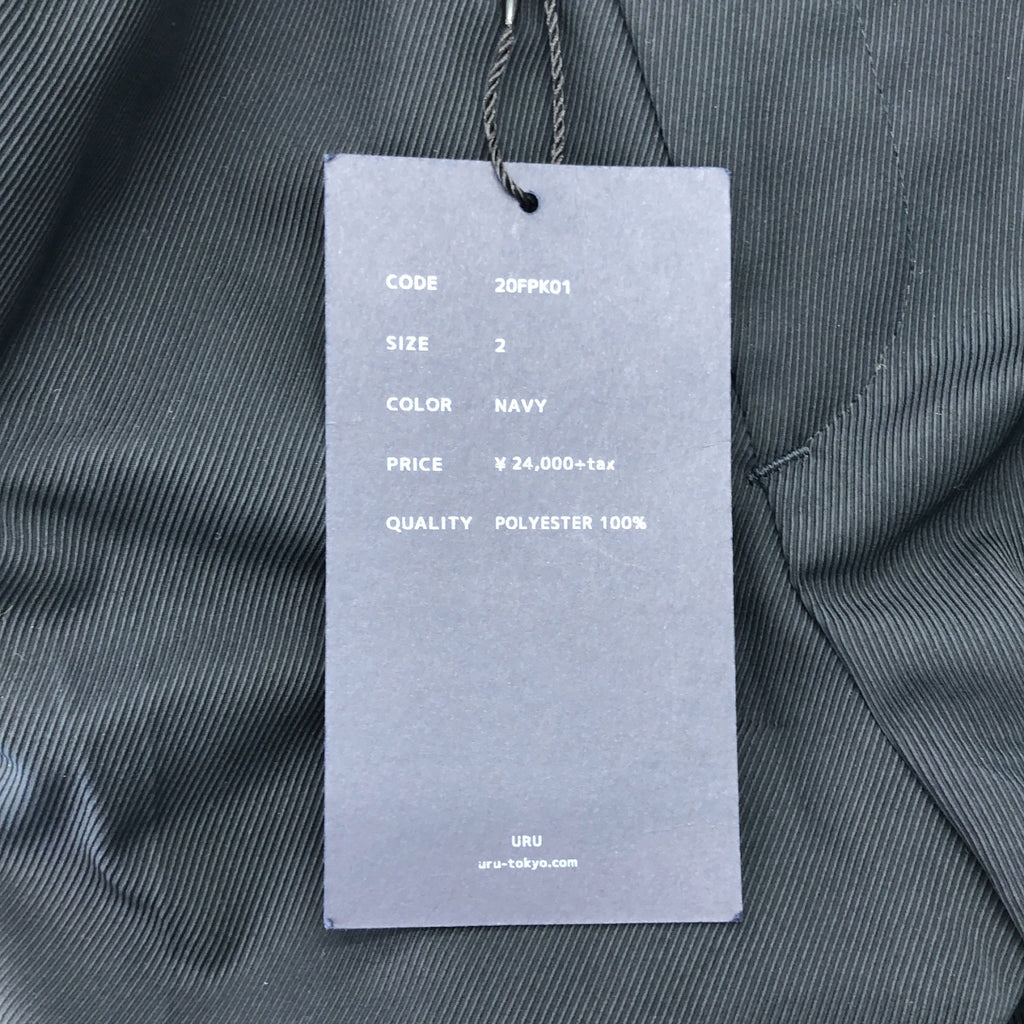 CODE 20FPK01
SIZE 2
COLOR NAVY
PRICE ¥ 24,000+tax
QUALITY POLYESTER 100%
URU
uru-tokyo.com